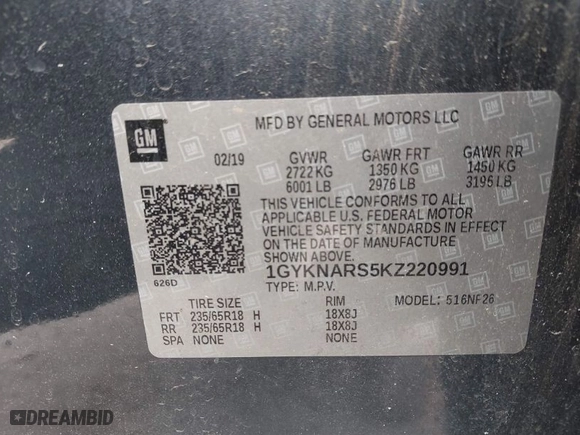 GM
MFD BY GENERAL MOTORS LLC
02/19 GVWR GAWR FRT GAWR RR
2722 KG 1350 KG 1450 KG
6001 LB 2976 LB 3195 LB
THIS VEHICLE CONFORMS TO ALL
APPLICABLE U.S. FEDERAL MOTOR
VEHICLE SAFETY STANDARDS IN EFFECT
ON THE DATE OF MANUFACTURE
SHOWN ABOVE.
1GYKNARS5KZ220991
626D
TYPE: M.P.V.
TIRE SIZE RIM MODEL: 516NF26
FRT 235/65R18 H 18X8J
RR 235/65R18 H 18X8J
SPA NONE NONE
DREAMBID